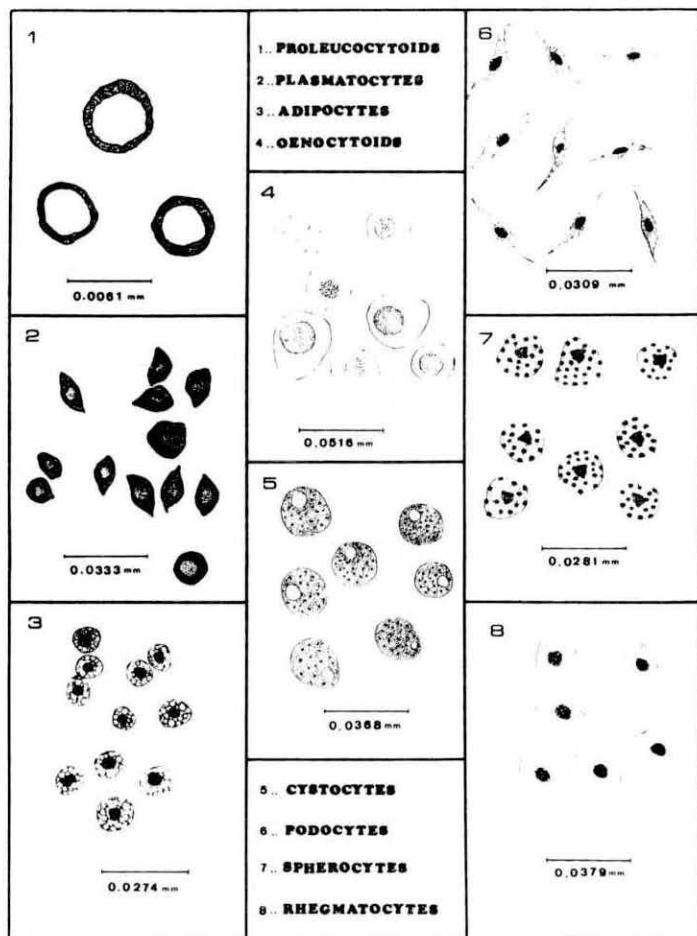 1
0.0061 mm
2
0.0333 mm
3
0.0274 mm
1.. PROLEUCOCYTOIDS
2.. PLASMATOCYTES
3.. ADIPOCYTES
4.. OENOCYTOIDS
4
0.0516 mm
5
0.0368 mm
5.. CYSTOCYTES
6.. PODOCYTES
7.. SPHEROCYTES
8.. RHEGMATOCYTES
6
0.0309 mm
7
0.0281 mm
8
0.0379 mm